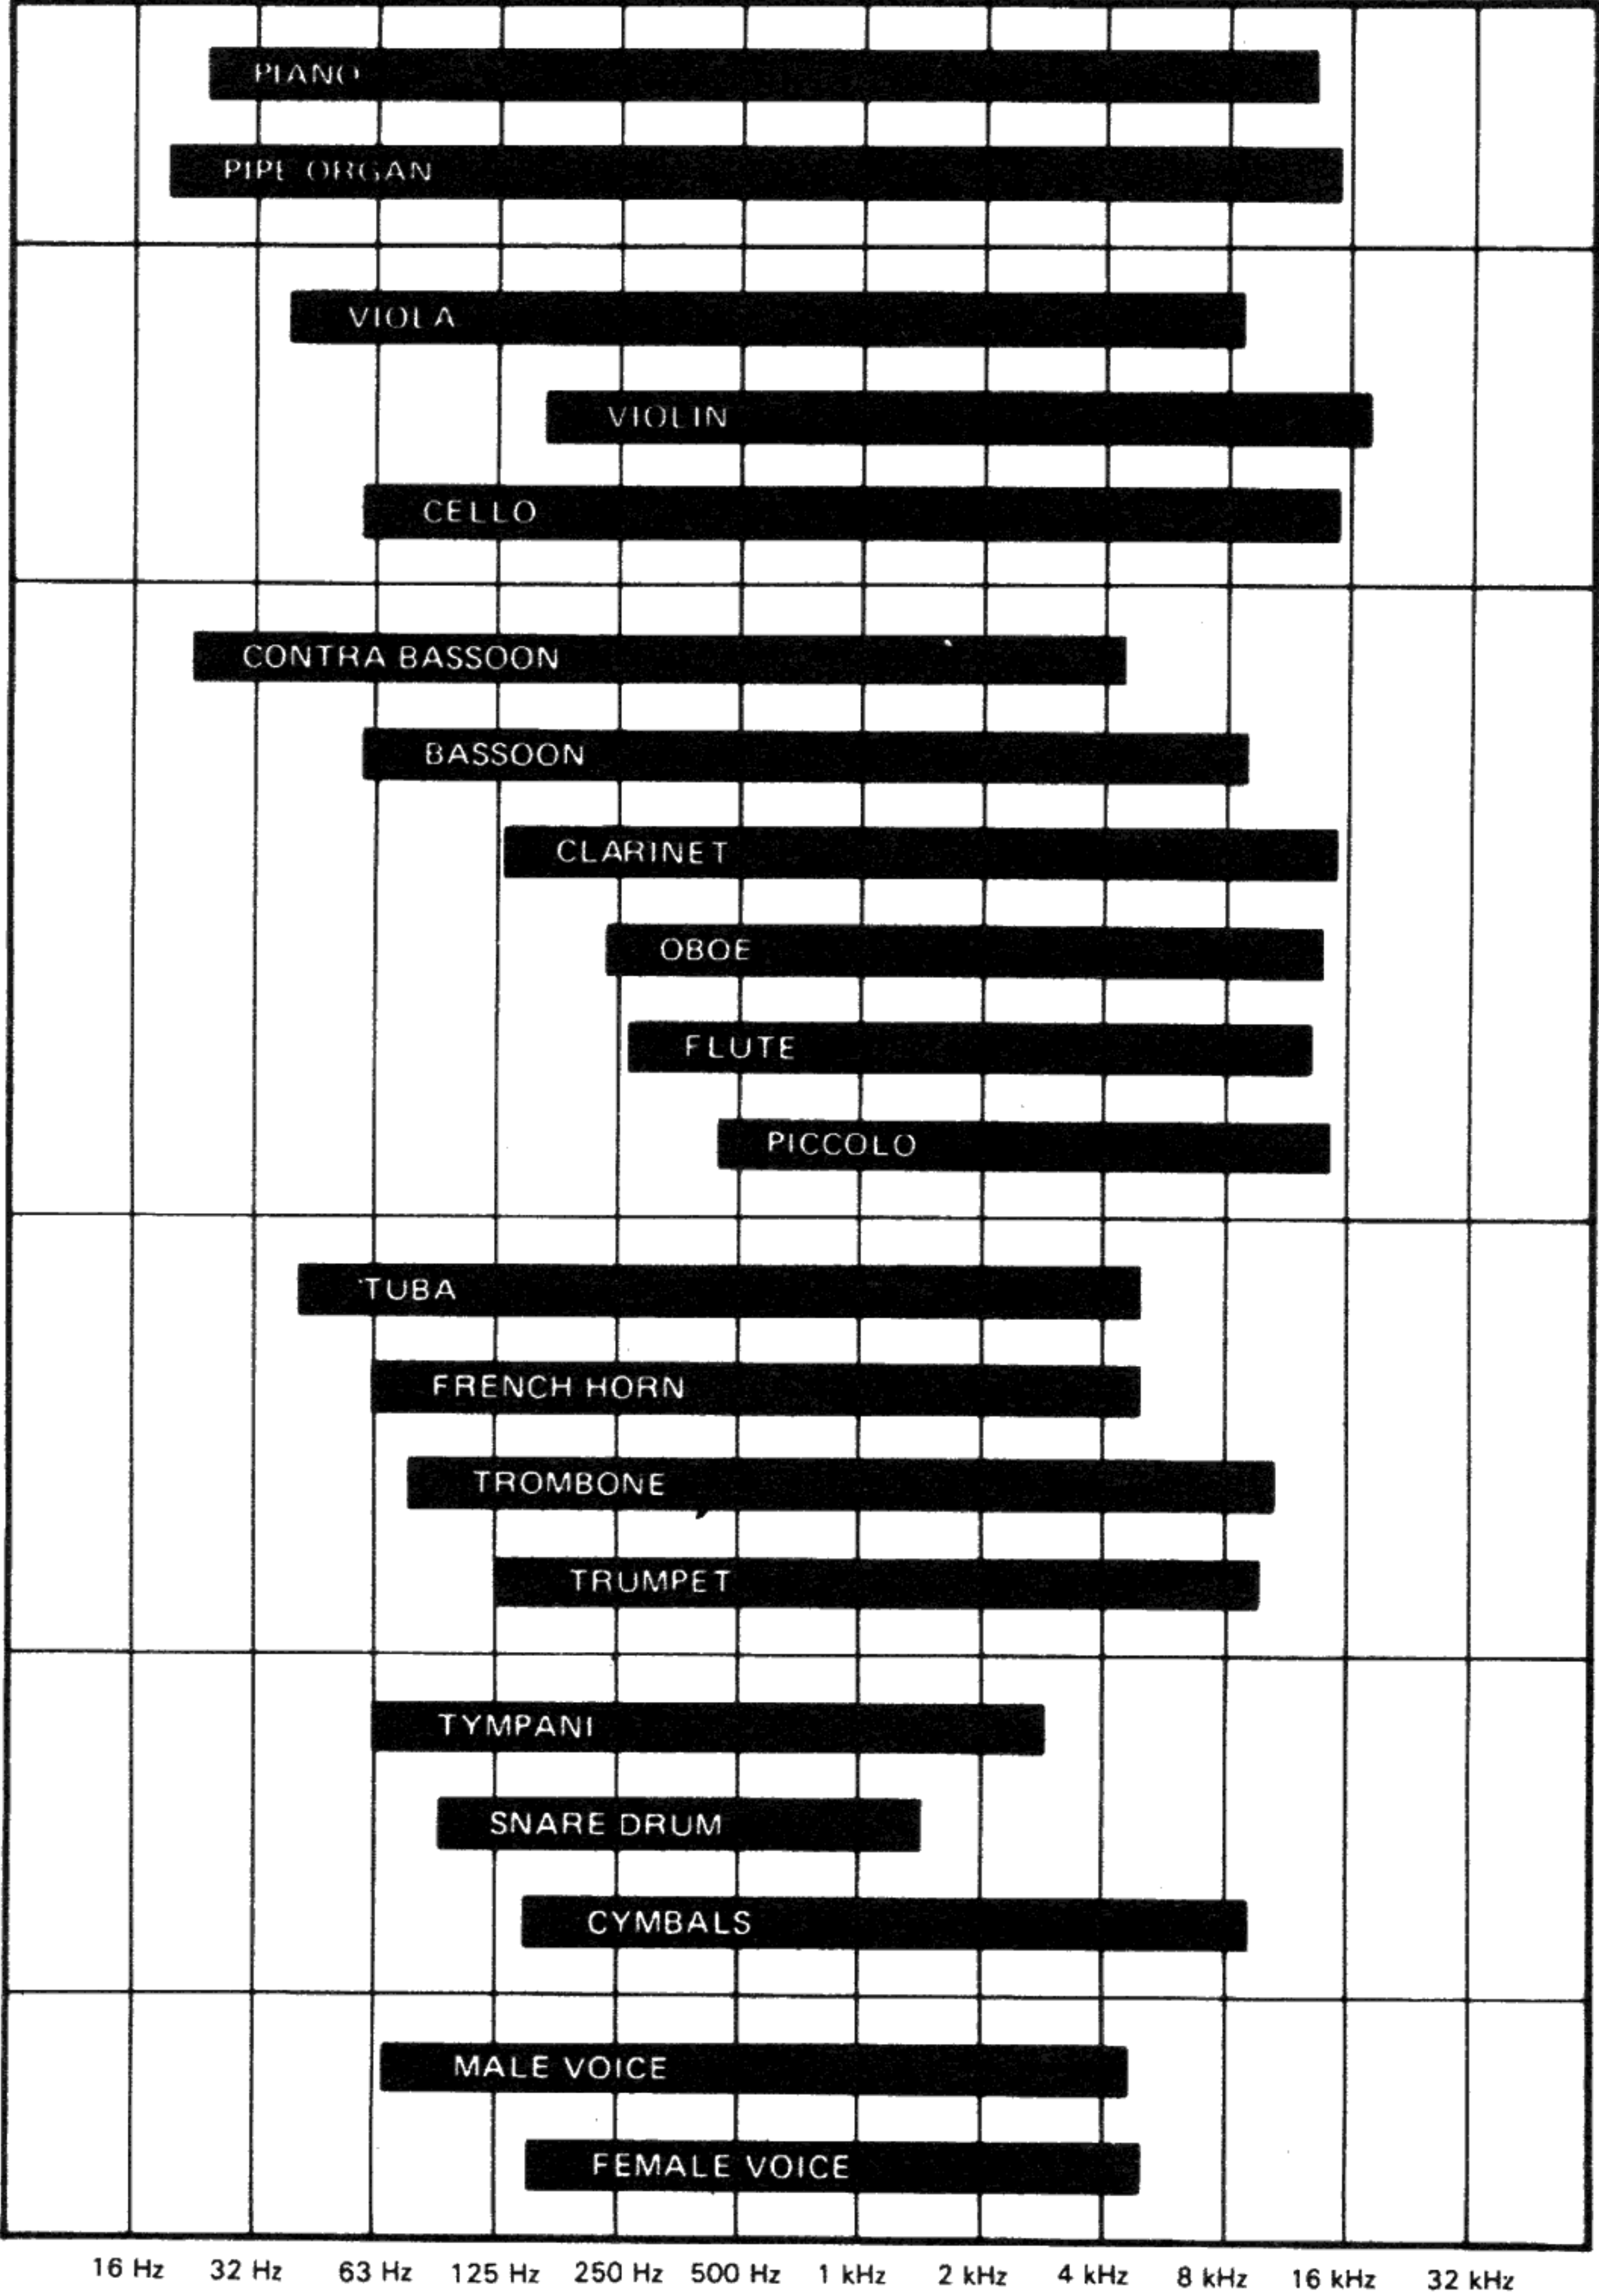 PIANO
PIPE ORGAN
VIOLA
VIOLIN
CELLO
CONTRA BASSOON
BASSOON
CLARINET
OBOE
FLUTE
PICCOLO
TUBA
FRENCH HORN
TROMBONE
TRUMPET
TYMPANI
SNARE DRUM
CYMBALS
MALE VOICE
FEMALE VOICE
16 Hz 32 Hz 63 Hz 125 Hz 250 Hz 500 Hz 1 kHz 2 kHz 4 kHz 8 kHz 16 kHz 32 kHz